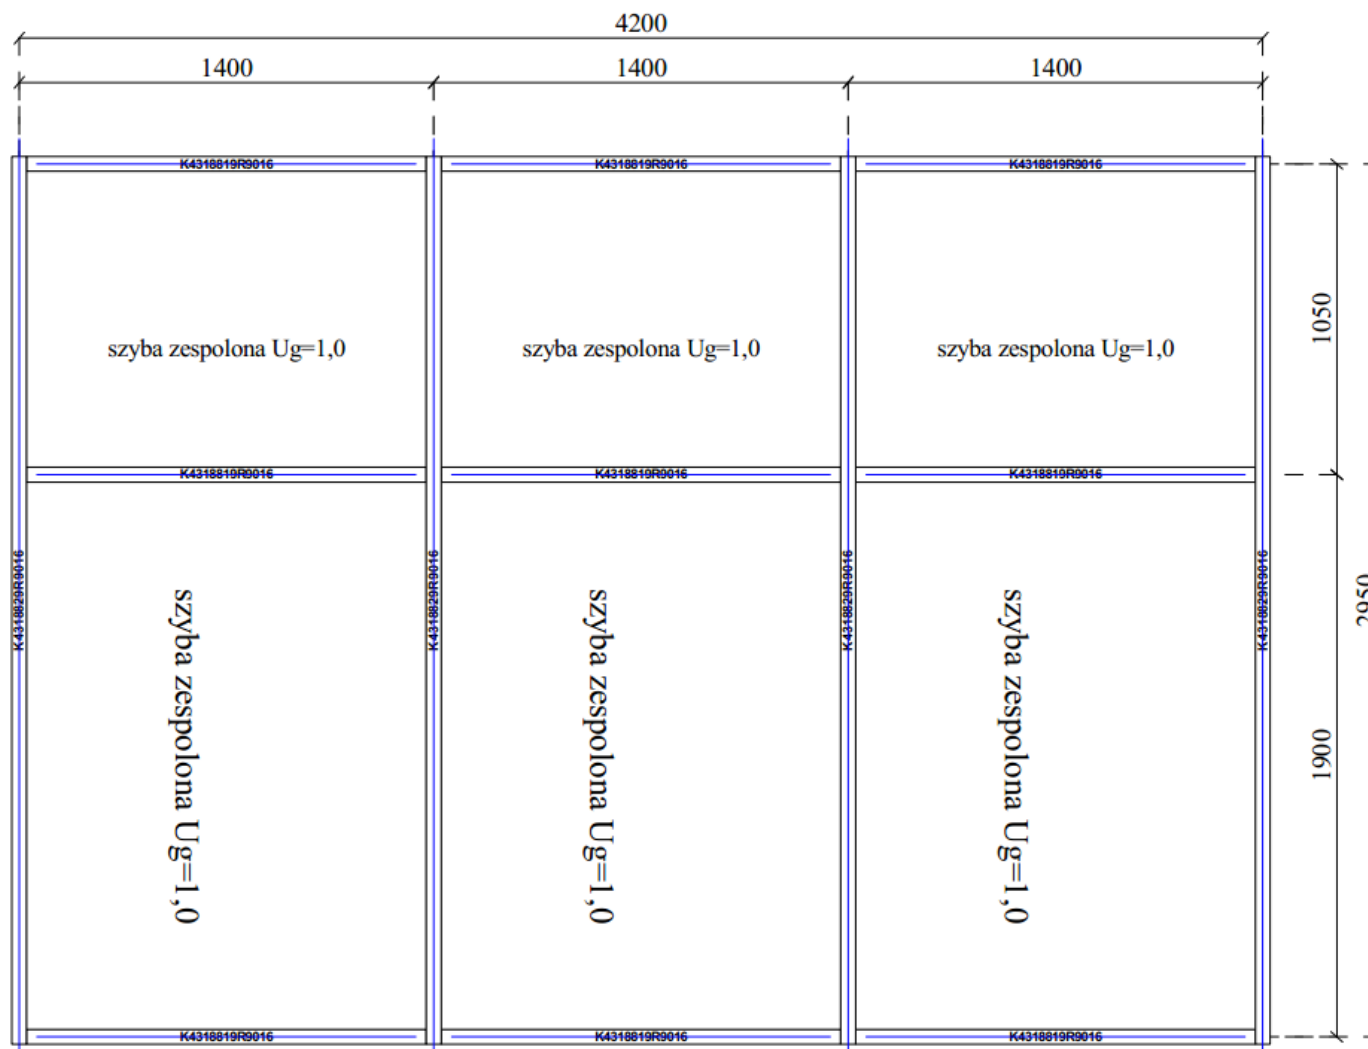 4200
1400 1400 1400
K4318819R9016 K4318819R9016 K4318819R9016
1050
szyba zespolona Ug=1,0 szyba zespolona Ug=1,0 szyba zespolona Ug=1,0
K4318819R9016 K4318819R9016 K4318819R9016
K4318829R9016 K4318829R9016 K4318829R9016 K4318829R9016
2950
szyba zespolona Ug=1,0 szyba zespolona Ug=1,0 szyba zespolona Ug=1,0
1900
K4318819R9016 K4318819R9016 K4318819R9016